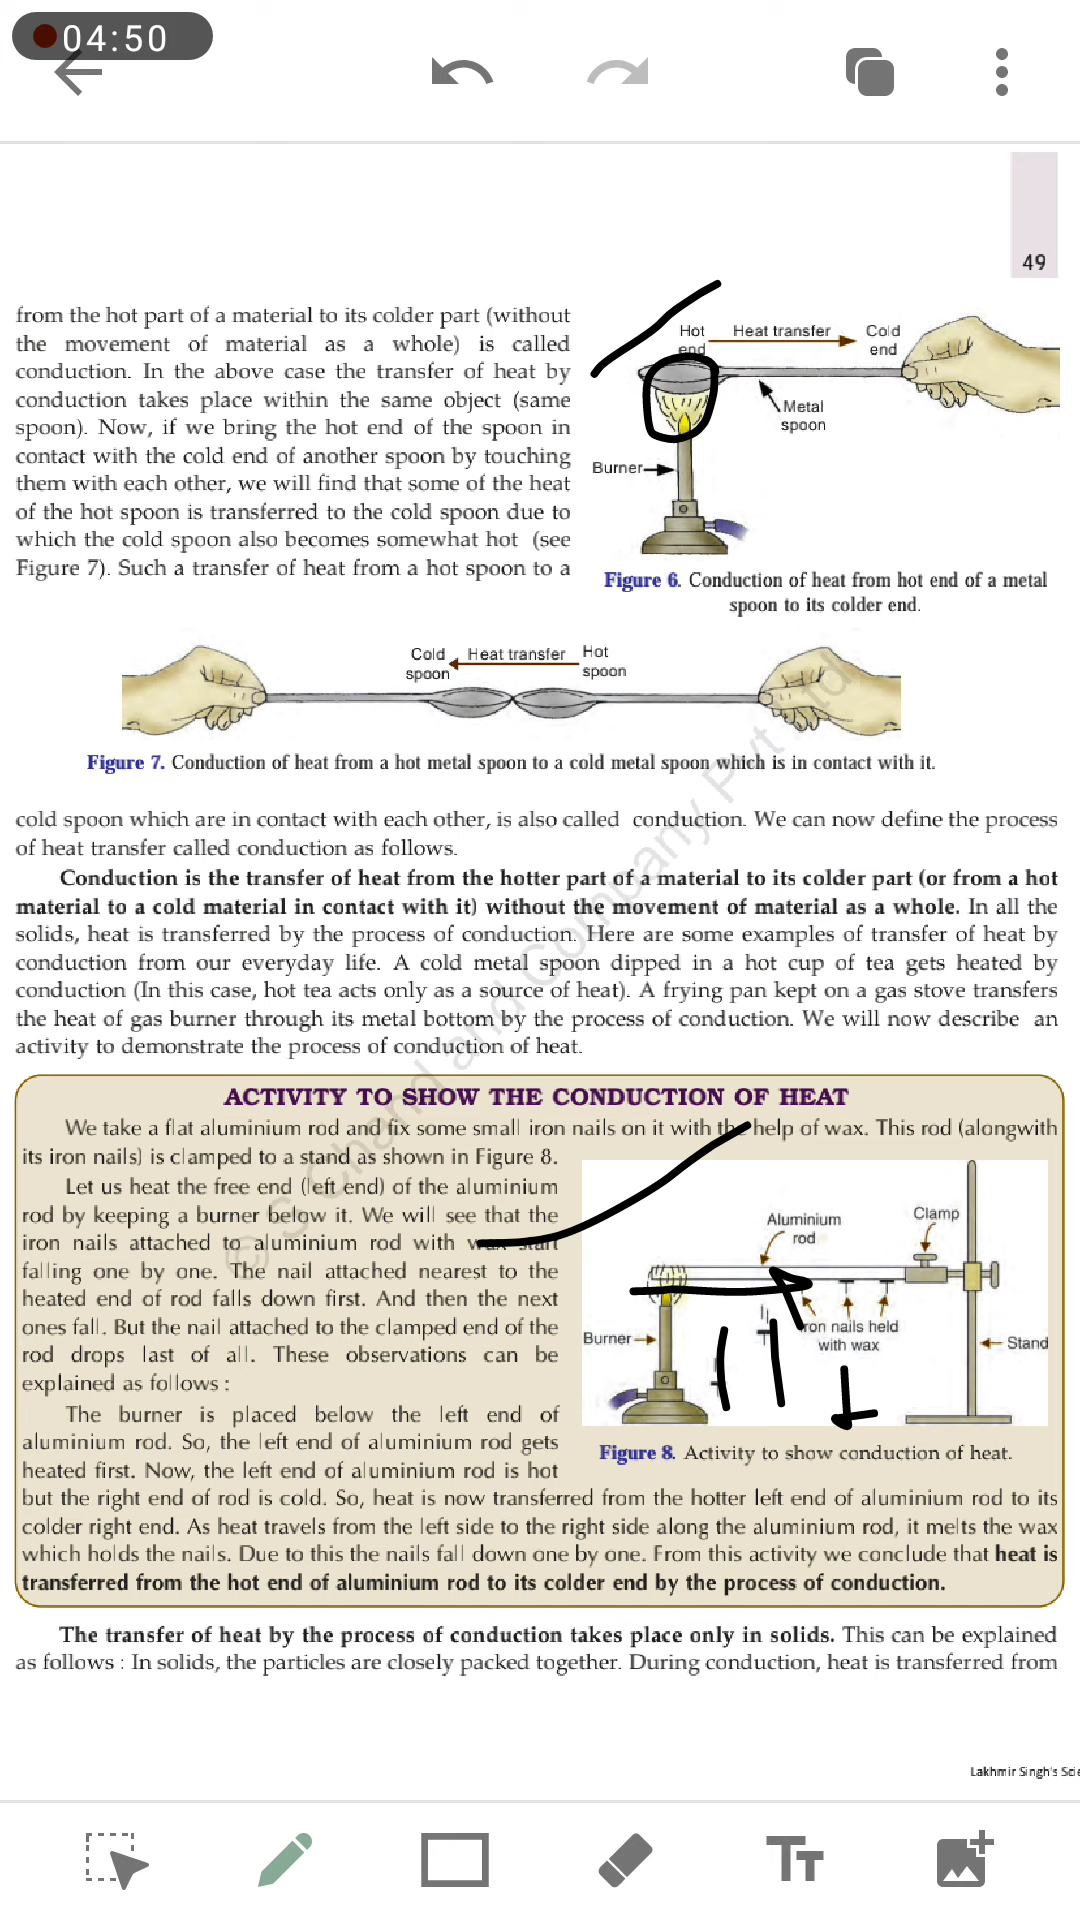 04:50
49
from the hot part of a material to its colder part (without
the movement of material as a whole) is called
conduction. In the above case the transfer of heat by
conduction takes place within the same object (same
spoon). Now, if we bring the hot end of the spoon in
contact with the cold end of another spoon by touching
them with each other, we will find that some of the heat
of the hot spoon is transferred to the cold spoon due to
which the cold spoon also becomes somewhat hot (see
Figure 7). Such a transfer of heat from a hot spoon to a
Hot
end
Heat transfer
Cold
end
Metal
spoon
Burner
Figure 6. Conduction of heat from hot end of a metal
spoon to its colder end.
Cold
spoon
Heat transfer
Hot
spoon
Figure 7. Conduction of heat from a hot metal spoon to a cold metal spoon which is in contact with it.
cold spoon which are in contact with each other, is also called conduction. We can now define the process
of heat transfer called conduction as follows.
Conduction is the transfer of heat from the hotter part of a material to its colder part (or from a hot
material to a cold material in contact with it) without the movement of material as a whole. In all the
solids, heat is transferred by the process of conduction. Here are some examples of transfer of heat by
conduction from our everyday life. A cold metal spoon dipped in a hot cup of tea gets heated by
conduction (In this case, hot tea acts only as a source of heat). A frying pan kept on a gas stove transfers
the heat of gas burner through its metal bottom by the process of conduction. We will now describe an
activity to demonstrate the process of conduction of heat.
ACTIVITY TO SHOW THE CONDUCTION OF HEAT
We take a flat aluminium rod and fix some small iron nails on it with the help of wax. This rod (alongwith
its iron nails) is clamped to a stand as shown in Figure 8.
Let us heat the free end (left end) of the aluminium
rod by keeping a burner below it. We will see that the
iron nails attached to aluminium rod with wax start
falling one by one. The nail attached nearest to the
heated end of rod falls down first. And then the next
ones fall. But the nail attached to the clamped end of the
rod drops last of all. These observations can be
explained as follows :
The burner is placed below the left end of
aluminium rod. So, the left end of aluminium rod gets
heated first. Now, the left end of aluminium rod is hot
Aluminium
rod
Clamp
Burner
Iron nails held
with wax
Stand
Figure 8. Activity to show conduction of heat.
but the right end of rod is cold. So, heat is now transferred from the hotter left end of aluminium rod to its
colder right end. As heat travels from the left side to the right side along the aluminium rod, it melts the wax
which holds the nails. Due to this the nails fall down one by one. From this activity we conclude that heat is
transferred from the hot end of aluminium rod to its colder end by the process of conduction.
The transfer of heat by the process of conduction takes place only in solids. This can be explained
as follows : In solids, the particles are closely packed together. During conduction, heat is transferred from
© S Chand and Company Pvt Ltd
Lakhmir Singh's Scie
TT